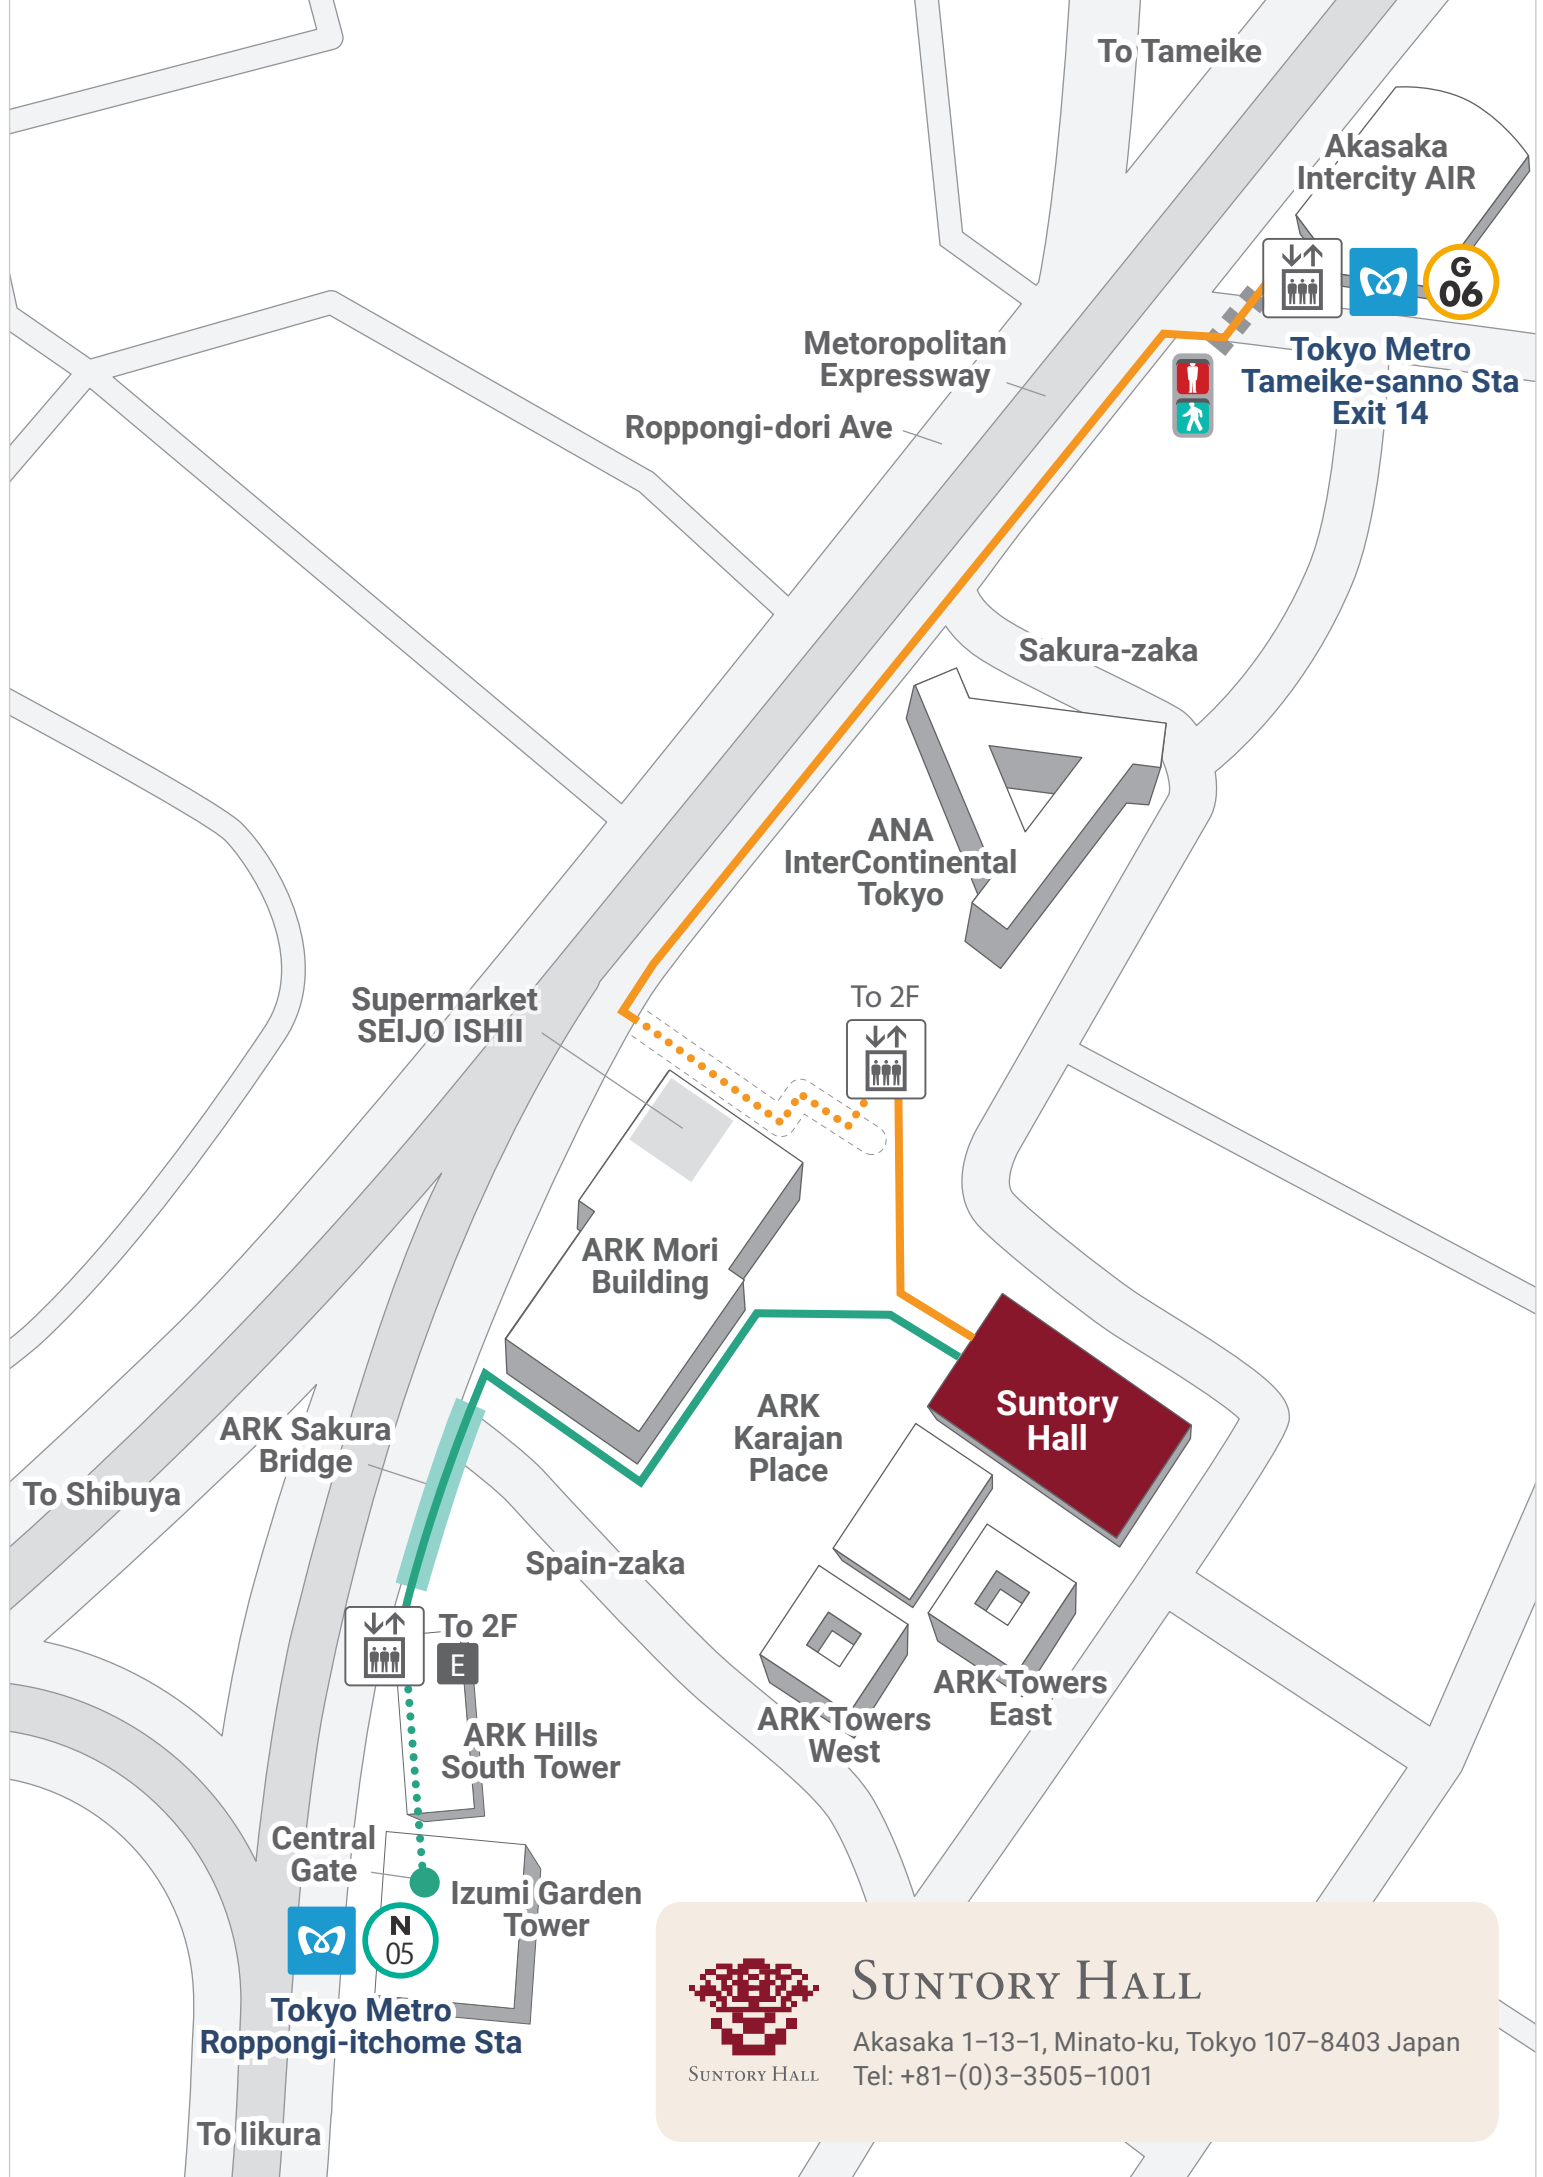 To Tameike
Akasaka
Intercity AIR
G
06
Tokyo Metro
Tameike-sanno Sta
Exit 14
Metoropolitan
Expressway
Roppongi-dori Ave
Sakura-zaka
ANA
InterContinental
Tokyo
Supermarket
SEIJO ISHII
To 2F
ARK Mori
Building
Suntory
Hall
ARK
Karajan
Place
ARK Sakura
Bridge
To Shibuya
Spain-zaka
To 2F
E
ARK Towers
East
ARK Towers
West
ARK Hills
South Tower
Central
Gate
Izumi Garden
Tower
N
05
Tokyo Metro
Roppongi-itchome Sta
To Iikura
SUNTORY HALL
SUNTORY HALL
Akasaka 1-13-1, Minato-ku, Tokyo 107-8403 Japan
Tel: +81-(0)3-3505-1001